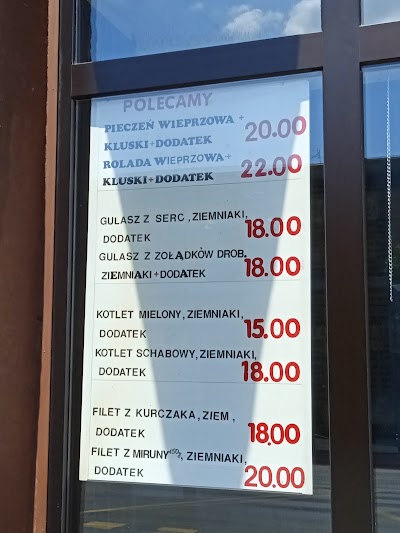 POLECAMY
PIECZEŃ WIEPRZOWA + 20.00
KLUSKI+DODATEK
ROLADA WIEPRZOWA + 22.00
KLUSKI+DODATEK
GULASZ Z SERC, ZIEMNIAKI, 18.00
DODATEK
GULASZ Z ZOŁĄDKÓW DROB. 18.00
ZIEMNIAKI+DODATEK
KOTLET MIELONY, ZIEMNIAKI, 15.00
DODATEK
KOTLET SCHABOWY, ZIEMNIAKI,
DODATEK 18.00
FILET Z KURCZAKA, ZIEM,
DODATEK 18.00
FILET Z MIRUNY 150g, ZIEMNIAKI,
DODATEK 20.00